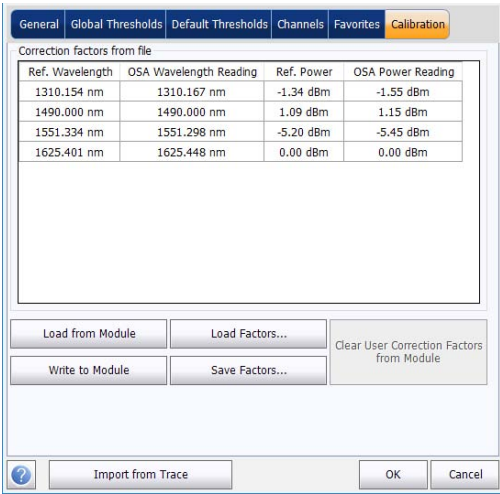 General Global Thresholds Default Thresholds Channels Favorites Calibration
Correction factors from file
Ref. Wavelength OSA Wavelength Reading Ref. Power OSA Power Reading
1310.154 nm 1310.167 nm -1.34 dBm -1.55 dBm
1490.000 nm 1490.000 nm 1.09 dBm 1.15 dBm
1551.334 nm 1551.298 nm -5.20 dBm -5.45 dBm
1625.401 nm 1625.448 nm 0.00 dBm 0.00 dBm
Load from Module Load Factors...
Clear User Correction Factors
from Module
Write to Module Save Factors...
? Import from Trace OK Cancel